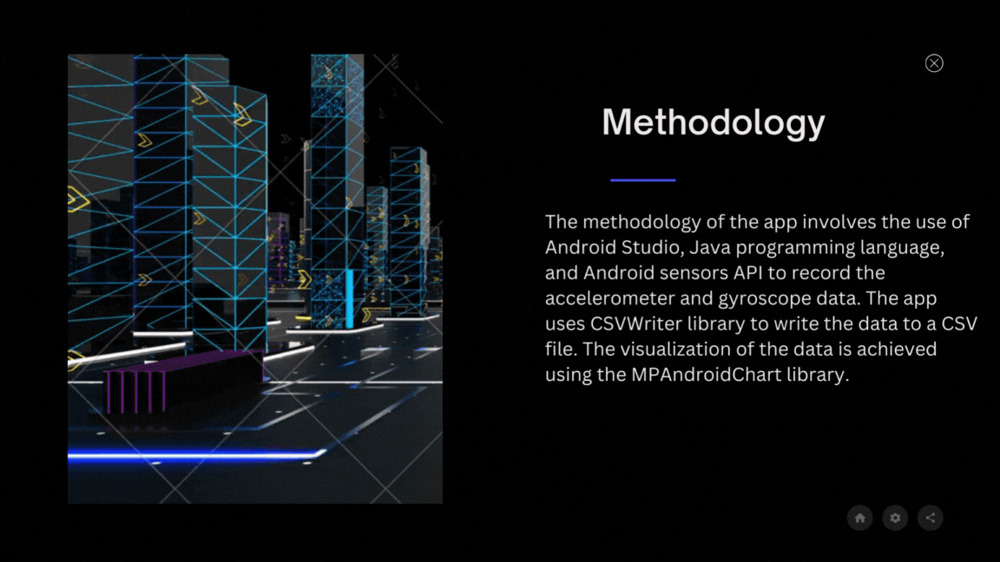 Methodology
The methodology of the app involves the use of
Android Studio, Java programming language,
and Android sensors API to record the
accelerometer and gyroscope data. The app
uses CSVWriter library to write the data to a CSV
file. The visualization of the data is achieved
using the MPAndroidChart library.